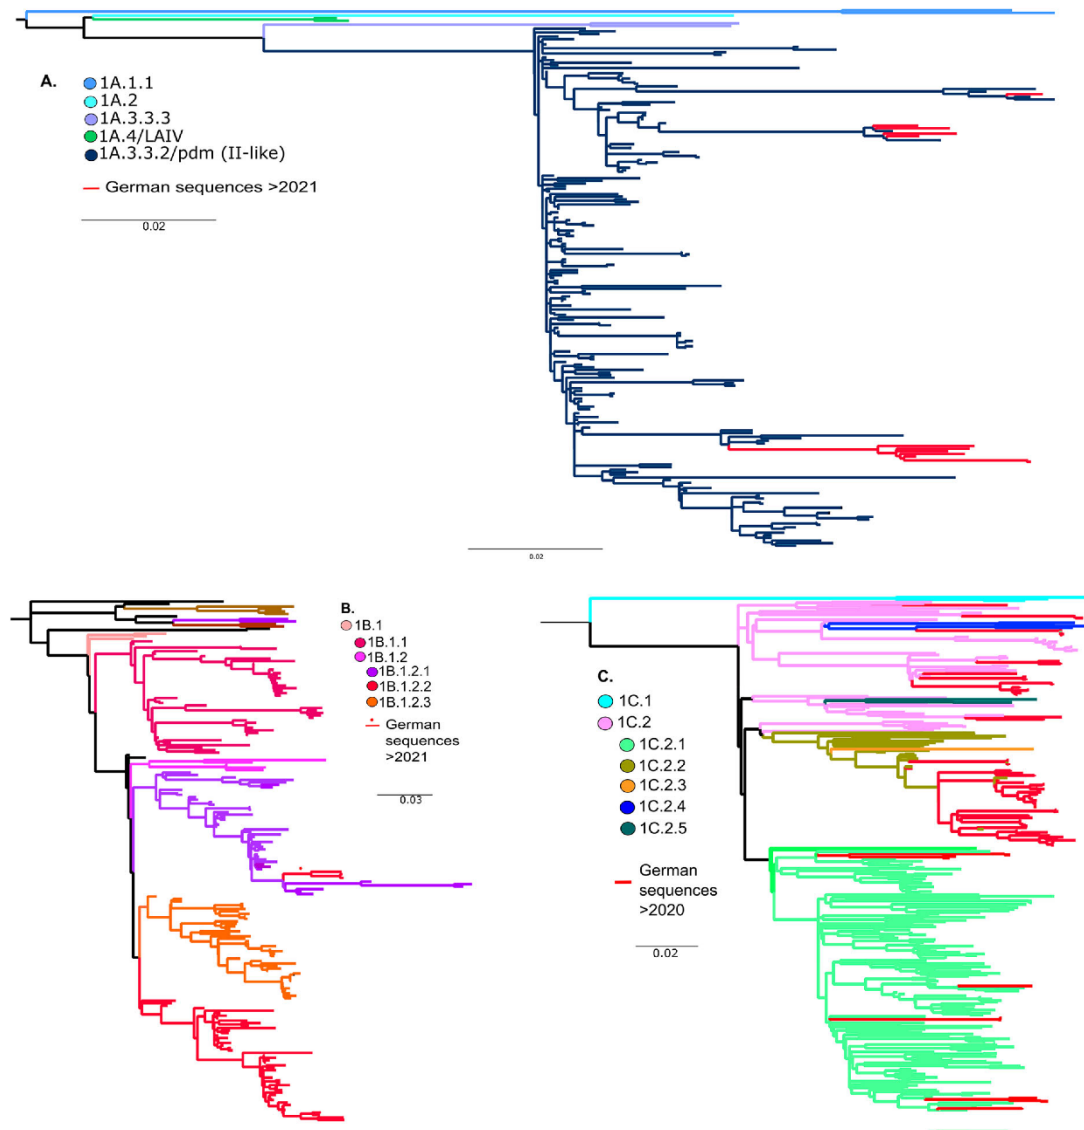 A.
1A.1.1
1A.2
1A.3.3.3
1A.4/LAIV
1A.3.3.2/pdm (II-like)
German sequences >2021
0.02
0.02
B.
1B.1
1B.1.1
1B.1.2
1B.1.2.1
1B.1.2.2
1B.1.2.3
German
sequences
>2021
0.03
C.
1C.1
1C.2
1C.2.1
1C.2.2
1C.2.3
1C.2.4
1C.2.5
German
sequences
>2020
0.02